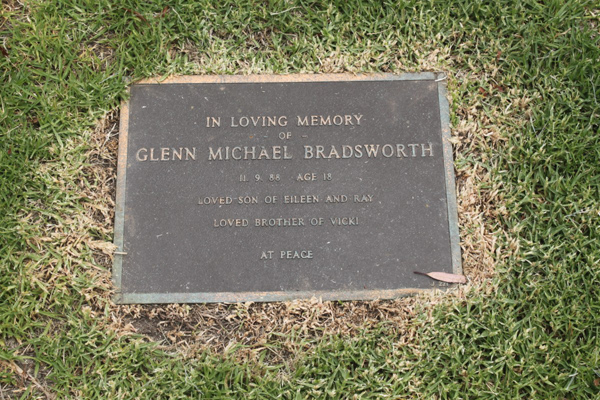 IN LOVING MEMORY
OF
GLENN MICHAEL BRADSWORTH
11. 9. 88 AGE 18
LOVED SON OF EILEEN AND RAY
LOVED BROTHER OF VICKI
AT PEACE